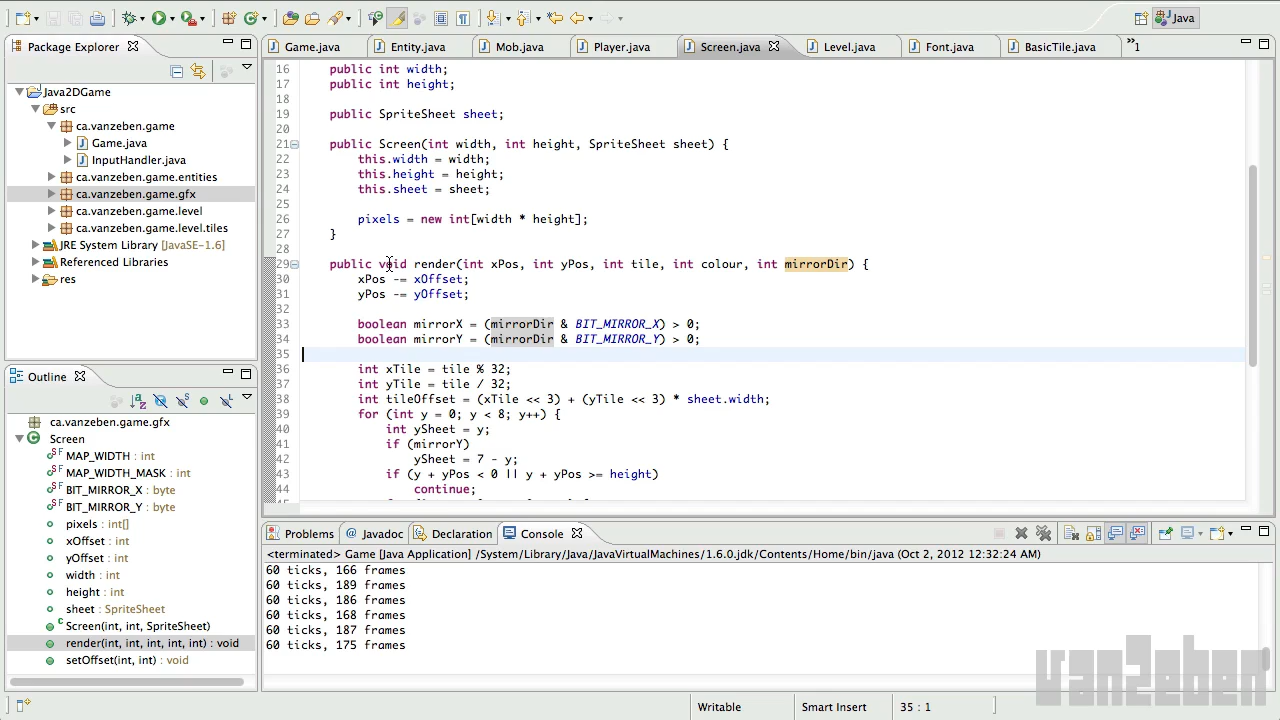 Java
Package Explorer
Java2DGame
src
ca.vanzeben.game
Game.java
InputHandler.java
ca.vanzeben.game.entities
ca.vanzeben.game.gfx
ca.vanzeben.game.level
ca.vanzeben.game.level.tiles
JRE System Library [JavaSE-1.6]
Referenced Libraries
res
Outline
ca.vanzeben.game.gfx
Screen
MAP_WIDTH : int
MAP_WIDTH_MASK : int
BIT_MIRROR_X : byte
BIT_MIRROR_Y : byte
pixels : int[]
xOffset : int
yOffset : int
width : int
height : int
sheet : SpriteSheet
Screen(int, int, SpriteSheet)
render(int, int, int, int, int) : void
setOffset(int, int) : void
Game.java Entity.java Mob.java Player.java Screen.java Level.java Font.java BasicTile.java »1
16 public int width;
17 public int height;
18
19 public SpriteSheet sheet;
20
21 public Screen(int width, int height, SpriteSheet sheet) {
22 this.width = width;
23 this.height = height;
24 this.sheet = sheet;
25
26 pixels = new int[width * height];
27 }
28
29 public void render(int xPos, int yPos, int tile, int colour, int mirrorDir) {
30 xPos -= xOffset;
31 yPos -= yOffset;
32
33 boolean mirrorX = (mirrorDir & BIT_MIRROR_X) > 0;
34 boolean mirrorY = (mirrorDir & BIT_MIRROR_Y) > 0;
35
36 int xTile = tile % 32;
37 int yTile = tile / 32;
38 int tileOffset = (xTile << 3) + (yTile << 3) * sheet.width;
39 for (int y = 0; y < 8; y++) {
40 int ySheet = y;
41 if (mirrorY)
42 ySheet = 7 - y;
43 if (y + yPos < 0 || y + yPos >= height)
44 continue;
Problems @ Javadoc Declaration Console
<terminated> Game [Java Application] /System/Library/Java/JavaVirtualMachines/1.6.0.jdk/Contents/Home/bin/java (Oct 2, 2012 12:32:24 AM)
60 ticks, 166 frames
60 ticks, 189 frames
60 ticks, 186 frames
60 ticks, 168 frames
60 ticks, 187 frames
60 ticks, 175 frames
vanZeben
Writable Smart Insert 35 : 1